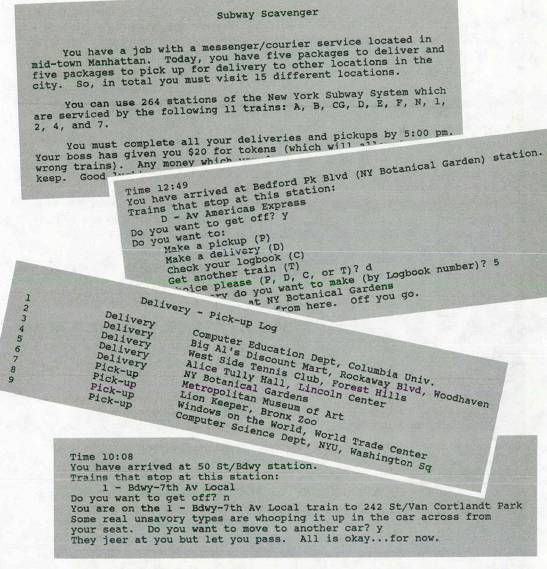 Subway Scavenger
You have a job with a messenger/courier service located in
mid-town Manhattan. Today, you have five packages to deliver and
five packages to pick up for delivery to other locations in the
city. So, in total you must visit 15 different locations.
You can use 264 stations of the New York Subway System which
are serviced by the following 11 trains: A, B, CG, D, E, F, N, 1,
2, 4, and 7.
You must complete all your deliveries and pickups by 5:00 pm.
Your boss has given you $20 for tokens (which will
wrong trains). Any money which
keep. Good
Time 12:49
You have arrived at Bedford Pk Blvd (NY Botanical Garden) station.
Trains that stop at this station:
D - Av Americas Express
Do you want to get off? y
Do you want to:
Make a pickup (P)
Make a delivery (D)
Check your logbook (C)
Get another train (T)
please (P, D, C, or T)? d
do you want to make (by Logbook number)? 5
at NY Botanical Gardens
from here. off you go.
Delivery - Pick-up Log
1 Delivery Computer Education Dept, Columbia Univ.
2 Delivery Big Al's Discount Mart, Rockaway Blvd, Woodhaven
3 Delivery West Side Tennis Club, Forest Hills
4 Delivery Alice Tully Hall, Lincoln Center
5 Delivery NY Botanical Gardens
6 Pick-up Metropolitan Museum of Art
7 Pick-up Lion Keeper, Bronx Zoo
8 Pick-up Windows on the World, World Trade Center
9 Pick-up Computer Science Dept, NYU, Washington Sq
Time 10:08
You have arrived at 50 St/Bdwy station.
Trains that stop at this station:
1 - Bdwy-7th Av Local
Do you want to get off? n
You are on the 1 - Bdwy-7th Av Local train to 242 St/Van Cortlandt Park
Some real unsavory types are whooping it up in the car across from
your seat. Do you want to move to another car? y
They jeer at you but let you pass. All is okay...for now.